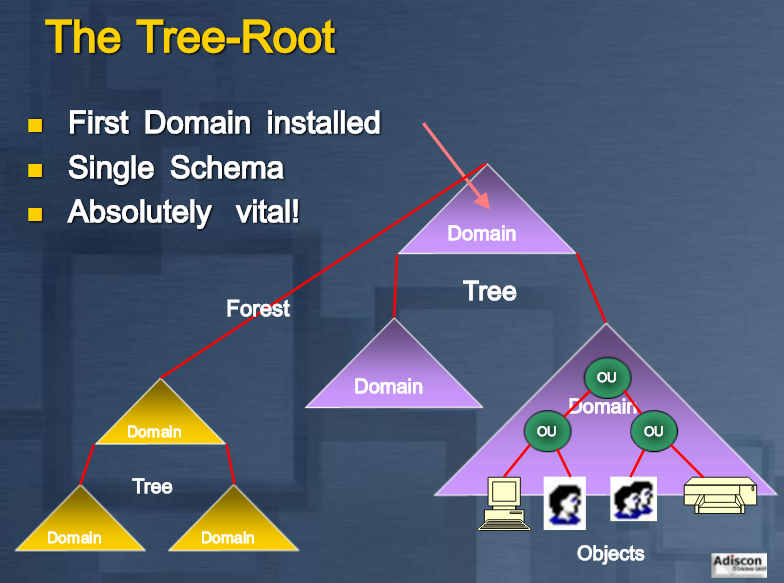 The Tree-Root
First Domain installed
Single Schema
Absolutely vital!
Domain
Forest
Tree
Domain
OU
Domain
OU
OU
Domain
Tree
Domain
Domain
Objects
Adiscon